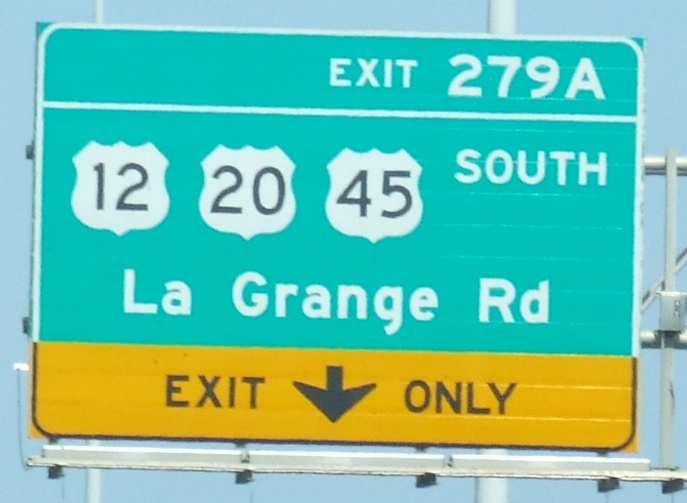 EXIT 279A
12 20 45 SOUTH
La Grange Rd
EXIT ONLY